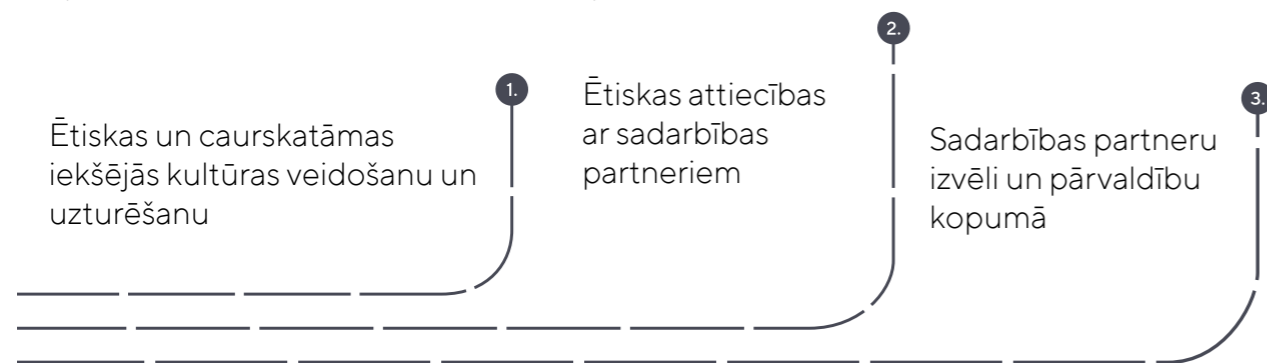 1.
Ētiskas un caurskatāmas
iekšējās kultūras veidošanu un
uzturēšanu
2.
Ētiskas attiecības
ar sadarbības
partneriem
3.
Sadarbības partneru
izvēli un pārvaldību
kopumā